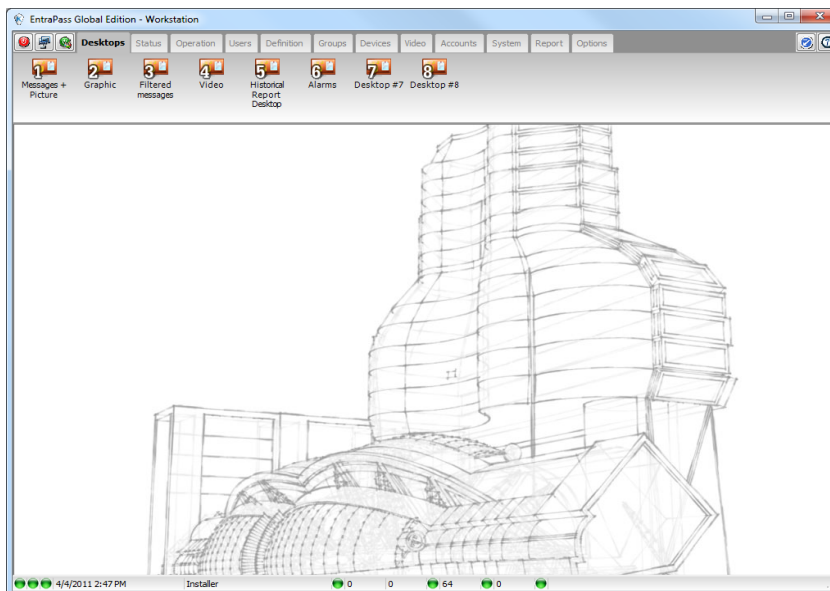 EntraPass Global Edition - Workstation
Desktops Status Operation Users Definition Groups Devices Video Accounts System Report Options
1 2 3 4 5 6 7 8
Messages + Graphic Filtered Video Historical Alarms Desktop #7 Desktop #8
Picture messages Report
Desktop
4/4/2011 2:47 PM Installer 0 0 64 0